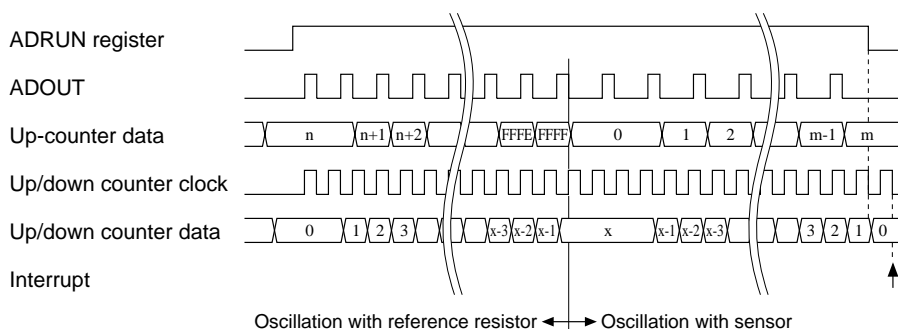 ADRUN register
ADOUT
Up-counter data n n+1 n+2 FFFE FFFF 0 1 2 m-1 m
Up/down counter clock
Up/down counter data 0 1 2 3 x-3 x-2 x-1 x x-1 x-2 x-3 3 2 1 0
Interrupt
Oscillation with reference resistor Oscillation with sensor